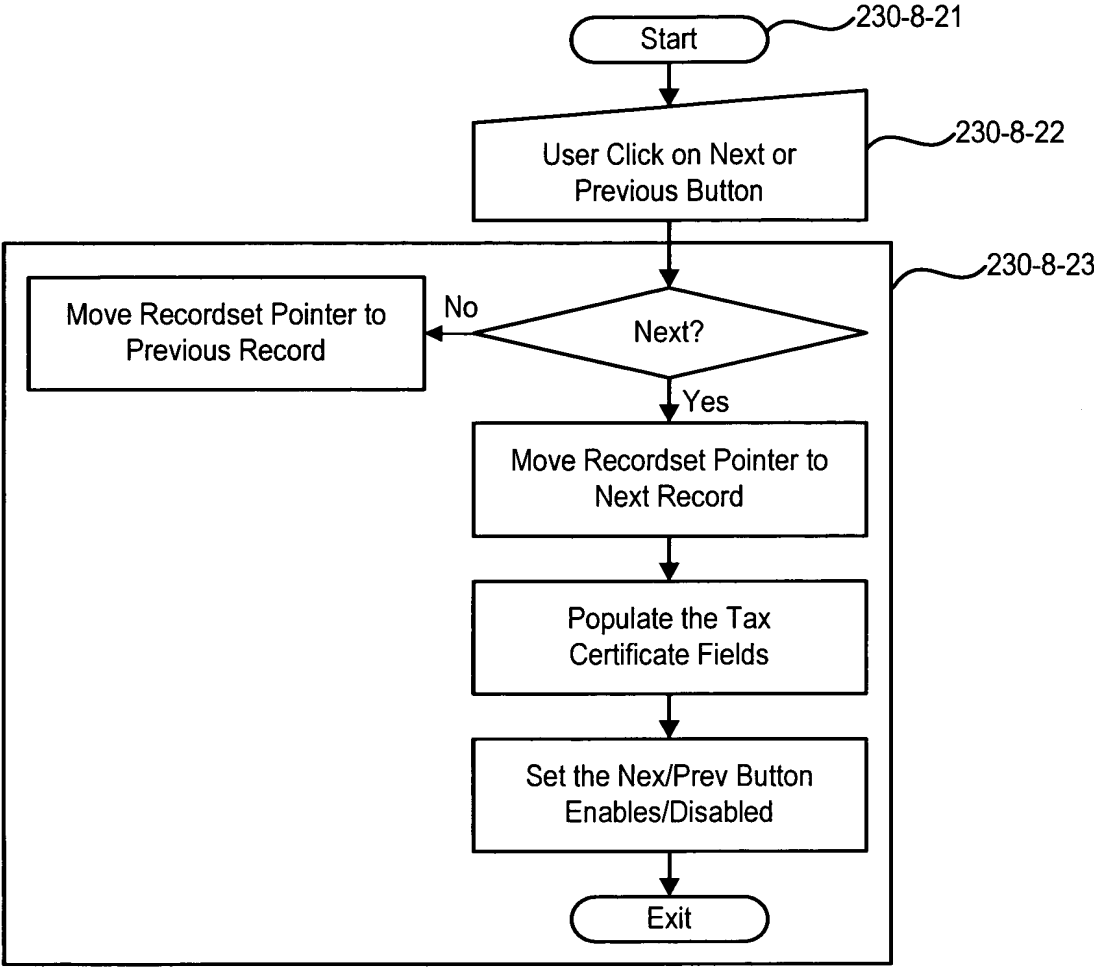 230-8-21
Start
230-8-22
User Click on Next or
Previous Button
230-8-23
No
Move Recordset Pointer to
Previous Record
Next?
Yes
Move Recordset Pointer to
Next Record
Populate the Tax
Certificate Fields
Set the Nex/Prev Button
Enables/Disabled
Exit